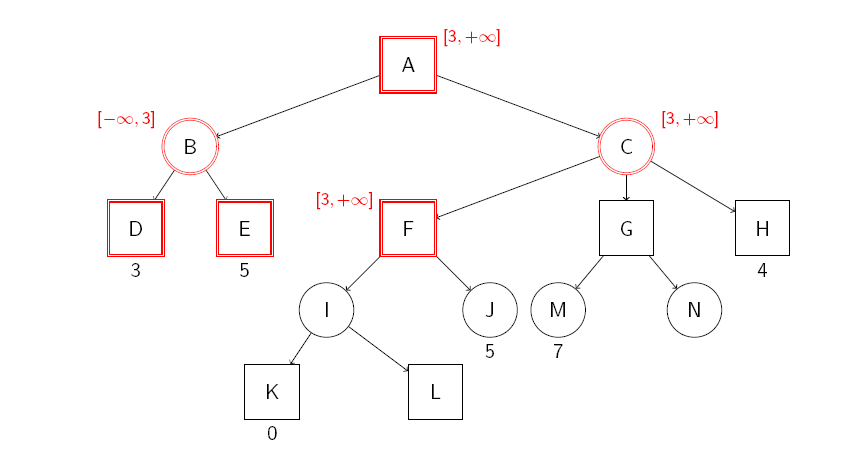 [3, +∞]
A
[−∞, 3]
[3, +∞]
B
C
[3, +∞]
D
E
F
G
H
3
5
4
I
J
M
N
5
7
K
L
0